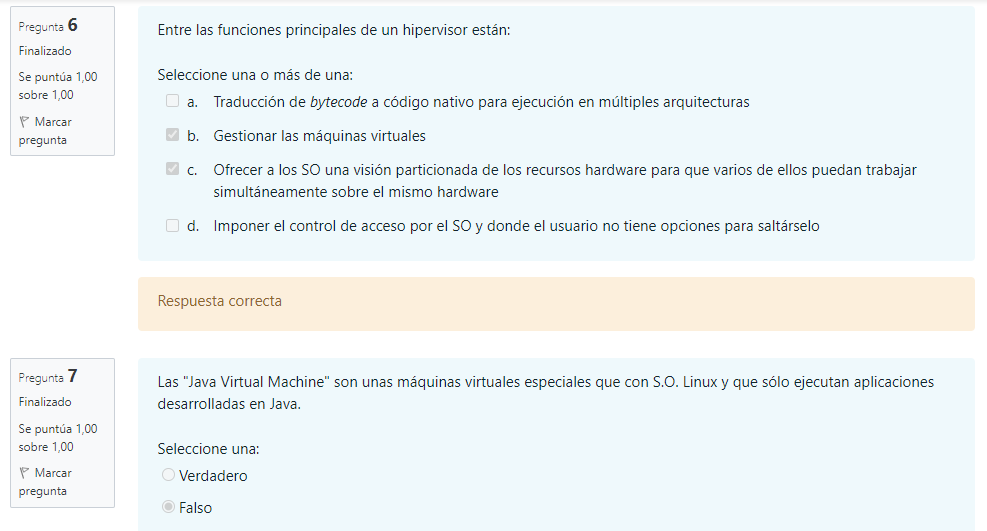 Pregunta 6
Finalizado
Se puntúa 1,00
sobre 1,00
Marcar
pregunta
Entre las funciones principales de un hipervisor están:
Seleccione una o más de una:
a. Traducción de bytecode a código nativo para ejecución en múltiples arquitecturas
b. Gestionar las máquinas virtuales
c. Ofrecer a los SO una visión particionada de los recursos hardware para que varios de ellos puedan trabajar
simultáneamente sobre el mismo hardware
d. Imponer el control de acceso por el SO y donde el usuario no tiene opciones para saltárselo
Respuesta correcta
Pregunta 7
Finalizado
Se puntúa 1,00
sobre 1,00
Marcar
pregunta
Las "Java Virtual Machine" son unas máquinas virtuales especiales que con S.O. Linux y que sólo ejecutan aplicaciones
desarrolladas en Java.
Seleccione una:
Verdadero
Falso